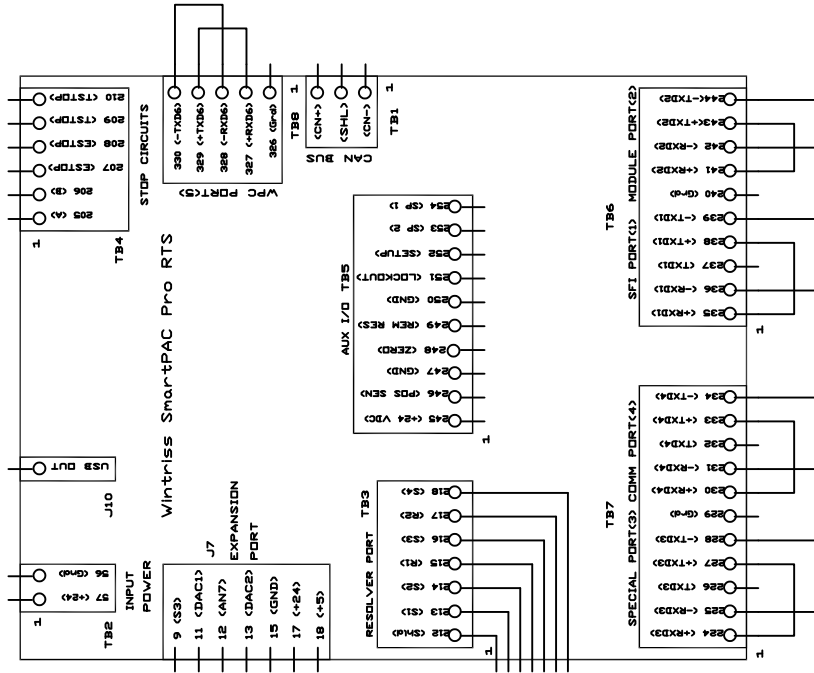 210 (TSTOP)
209 (TSTOP)
208 (ESTOP)
207 (ESTOP)
206 (B)
205 (A)
1
TB4
STOP CIRCUITS
330 (-TXD6)
329 (+TXD6)
328 (-RXD6)
327 (+RXD6)
326 (Grd)
1
TB8
WPC PORT(5)
(CN+)
(SHL)
(CN-)
1
TB1
CAN BUS
254 (SP 1)
253 (SP 2)
252 (SETUP)
251 (LOCKOUT)
250 (GND)
249 (REM RES)
248 (ZERO)
247 (GND)
246 (POS SEN)
245 (+24 VDC)
1
AUX I/O TB5
244(-TXD2)
243(+TXD2)
242 (-RXD2)
241 (+RXD2)
240 (Grd)
239 (-TXD1)
238 (+TXD1)
237 (TXD1)
236 (-RXD1)
235 (+RXD1)
1
SFI PORT(1) MODULE PORT(2)
TB6
Wintriss SmartPAC Pro RTS
USB OUT
J10
56 (Gnd)
57 (+24)
1
TB2
INPUT
POWER
J7
EXPANSION
PORT
9 (S3)
11 (DAC1)
12 (AN7)
13 (DAC2)
15 (GND)
17 (+24)
18 (+5)
TB3
RESOLVER PORT
218 (S4)
217 (R2)
216 (S3)
215 (R1)
214 (S2)
213 (S1)
212 (Shld)
1
234 (-TXD4)
233 (+TXD4)
232 (TXD4)
231 (-RXD4)
230 (+RXD4)
229 (Grd)
228 (-TXD3)
227 (+TXD3)
226 (TXD3)
225 (-RXD3)
224 (+RXD3)
1
SPECIAL PORT(3) COMM PORT(4)
TB7